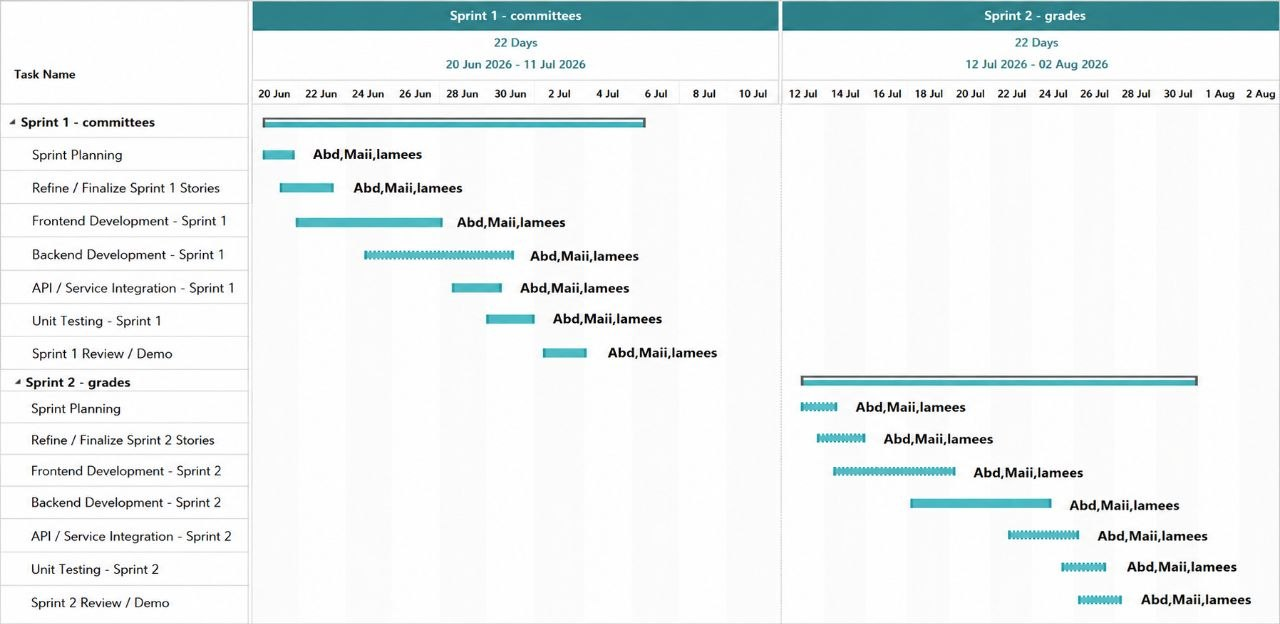 Sprint 1 - committees
Sprint 2 - grades
22 Days
22 Days
20 Jun 2026 - 11 Jul 2026
12 Jul 2026 - 02 Aug 2026
Task Name
20 Jun 22 Jun 24 Jun 26 Jun 28 Jun 30 Jun 2 Jul 4 Jul 6 Jul 8 Jul 10 Jul 12 Jul 14 Jul 16 Jul 18 Jul 20 Jul 22 Jul 24 Jul 26 Jul 28 Jul 30 Jul 1 Aug 2 Aug
Sprint 1 - committees
Sprint Planning Abd,Maii,lamees
Refine / Finalize Sprint 1 Stories Abd,Maii,lamees
Frontend Development - Sprint 1 Abd,Maii,lamees
Backend Development - Sprint 1 Abd,Maii,lamees
API / Service Integration - Sprint 1 Abd,Maii,lamees
Unit Testing - Sprint 1 Abd,Maii,lamees
Sprint 1 Review / Demo Abd,Maii,lamees
Sprint 2 - grades
Sprint Planning Abd,Maii,lamees
Refine / Finalize Sprint 2 Stories Abd,Maii,lamees
Frontend Development - Sprint 2 Abd,Maii,lamees
Backend Development - Sprint 2 Abd,Maii,lamees
API / Service Integration - Sprint 2 Abd,Maii,lamees
Unit Testing - Sprint 2 Abd,Maii,lamees
Sprint 2 Review / Demo Abd,Maii,lamees